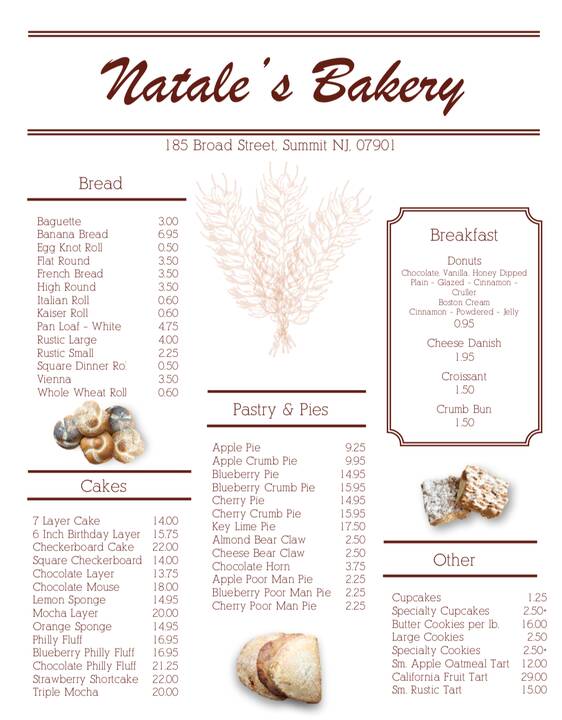 Natale's Bakery
185 Broad Street, Summit NJ, 07901
Bread
Baguette 3.00
Banana Bread 6.95
Egg Knot Roll 0.50
Flat Round 3.50
French Bread 3.50
High Round 3.50
Italian Roll 0.60
Kaiser Roll 0.60
Pan Loaf - White 4.75
Rustic Large 4.00
Rustic Small 2.25
Square Dinner Ro. 0.50
Vienna 3.50
Whole Wheat Roll 0.60
Cakes
7 Layer Cake 14.00
6 Inch Birthday Layer 15.75
Checkerboard Cake 22.00
Square Checkerboard 14.00
Chocolate Layer 13.75
Chocolate Mouse 18.00
Lemon Sponge 14.95
Mocha Layer 20.00
Orange Sponge 14.95
Philly Fluff 16.95
Blueberry Philly Fluff 16.95
Chocolate Philly Fluff 21.25
Strawberry Shortcake 22.00
Triple Mocha 20.00
Pastry & Pies
Apple Pie 9.25
Apple Crumb Pie 9.95
Blueberry Pie 14.95
Blueberry Crumb Pie 15.95
Cherry Pie 14.95
Cherry Crumb Pie 15.95
Key Lime Pie 17.50
Almond Bear Claw 2.50
Cheese Bear Claw 2.50
Chocolate Horn 3.75
Apple Poor Man Pie 2.25
Blueberry Poor Man Pie 2.25
Cherry Poor Man Pie 2.25
Breakfast
Donuts
Chocolate, Vanilla, Honey Dipped
Plain - Glazed - Cinnamon -
Cruller
Boston Cream
Cinnamon - Powdered - Jelly
0.95
Cheese Danish
1.95
Croissant
1.50
Crumb Bun
1.50
Other
Cupcakes 1.25
Specialty Cupcakes 2.50+
Butter Cookies per lb. 16.00
Large Cookies 2.50
Specialty Cookies 2.50+
Sm. Apple Oatmeal Tart 12.00
California Fruit Tart 29.00
Sm. Rustic Tart 15.00